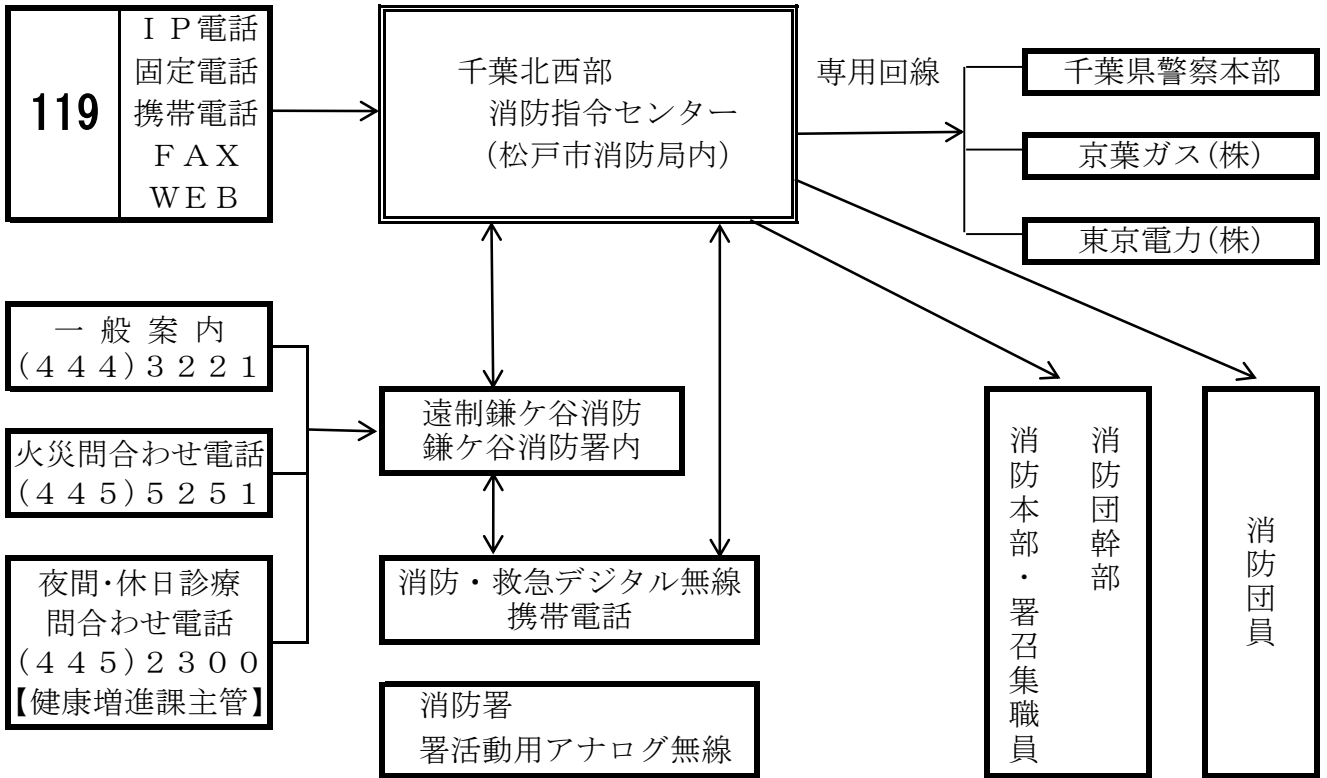 119
ＩＰ電話
固定電話
携帯電話
ＦＡＸ
ＷＥＢ
千葉北西部
消防指令センター
(松戸市消防局内)
専用回線
千葉県警察本部
京葉ガス(株)
東京電力(株)
一 般 案 内
(４４４)３２２１
火災問合わせ電話
(４４５)５２５１
夜間・休日診療
問合わせ電話
(４４５)２３００
【健康増進課主管】
遠制鎌ケ谷消防
鎌ケ谷消防署内
消防・救急デジタル無線
携帯電話
消防署
署活動用アナログ無線
消防団幹部
消防本部・署召集職員
消防団員